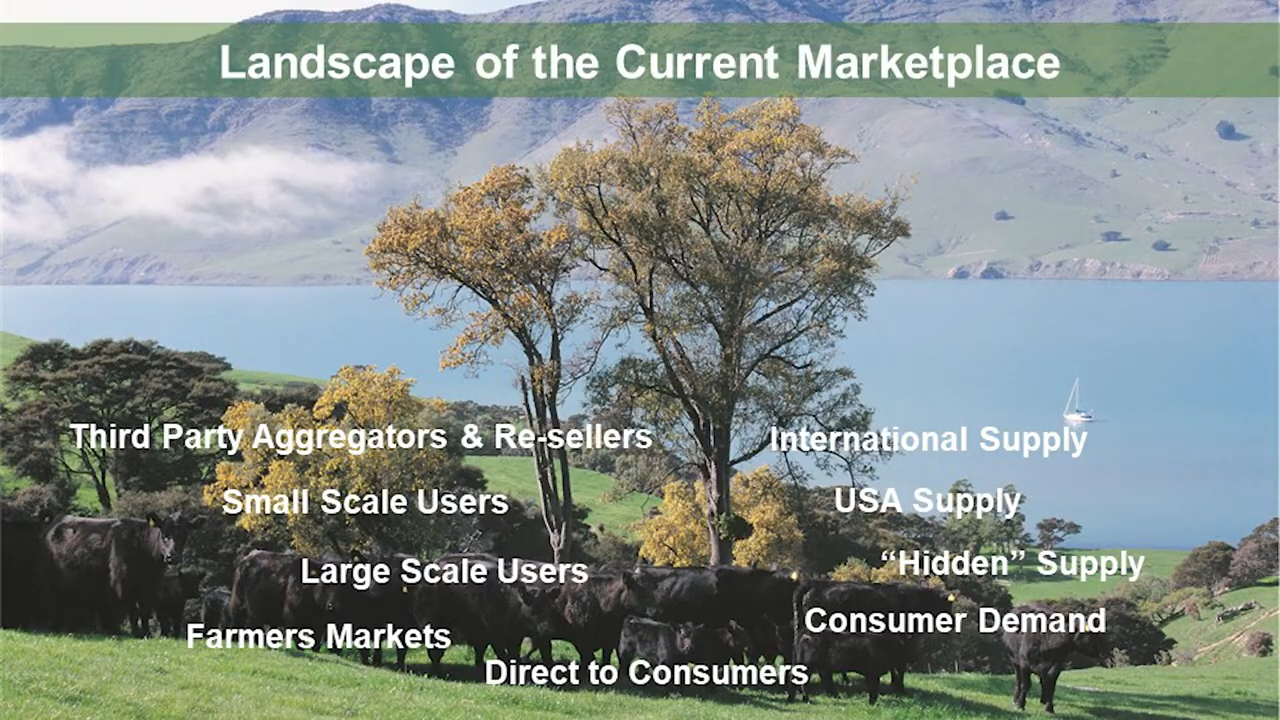 Landscape of the Current Marketplace
Third Party Aggregators & Re-sellers
International Supply
Small Scale Users
USA Supply
Large Scale Users
“Hidden” Supply
Farmers Markets
Consumer Demand
Direct to Consumers